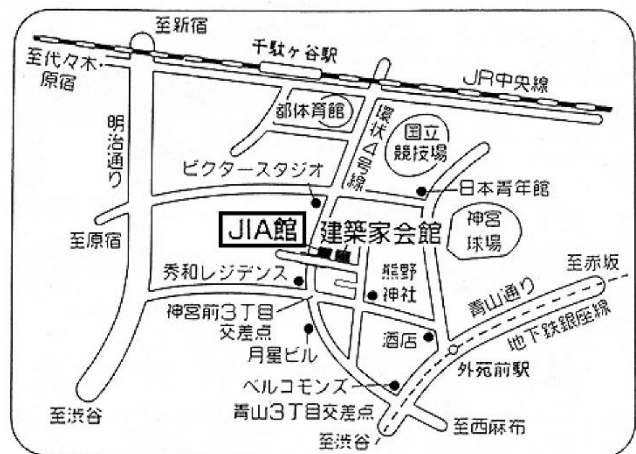 至新宿
千駄ヶ谷駅
至代々木・
原宿
JR中央線
都体育館
明治通り
環状4号線
国立
競技場
ビクタースタジオ
日本青年館
JIA館
建築家会館
神宮
球場
至原宿
秀和レジデンス
熊野
神社
至赤坂
青山通り
地下鉄銀座線
神宮前3丁目
交差点
月星ビル
酒店
外苑前駅
ベルコモンズ
青山3丁目交差点
至渋谷
至渋谷
至西麻布